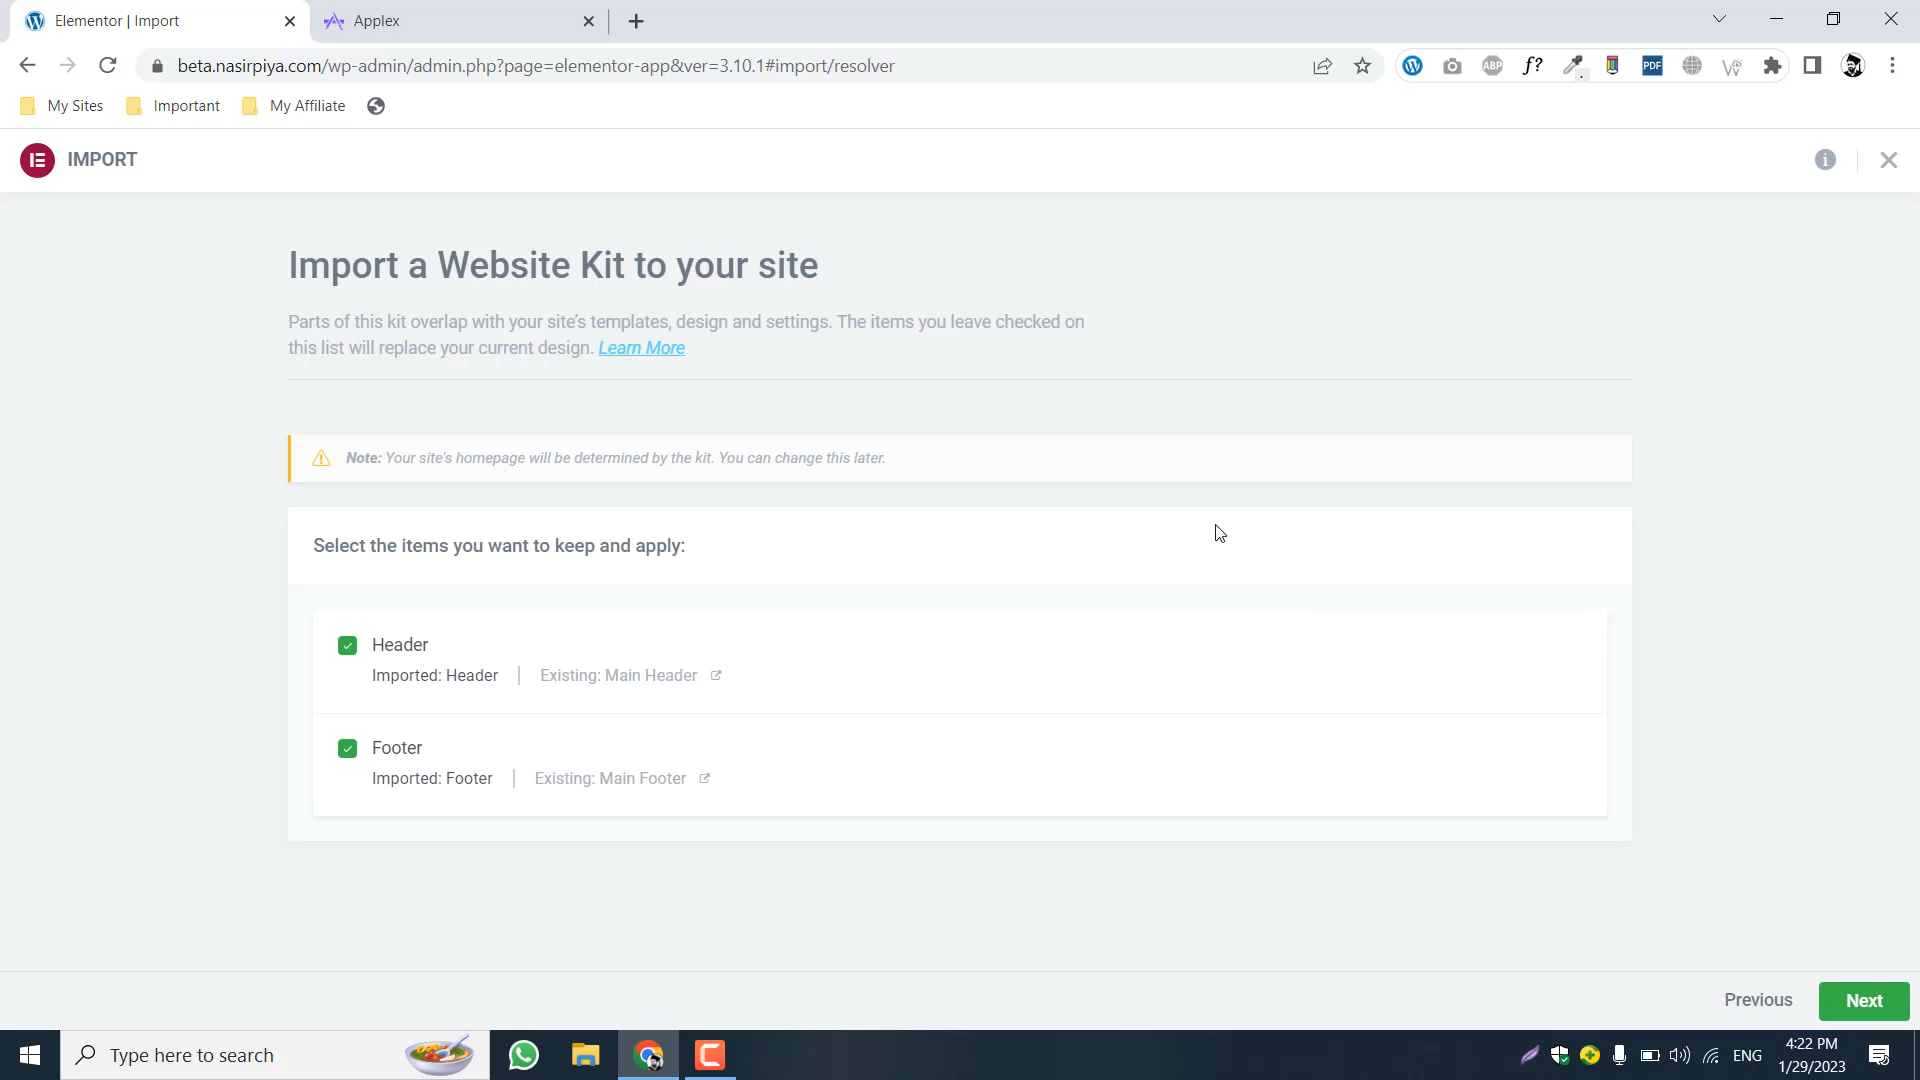 Elementor | Import
Applex
beta.nasirpiya.com/wp-admin/admin.php?page=elementor-app&ver=3.10.1#import/resolver
ABP
f?
PDF
My Sites
Important
My Affiliate
IMPORT
Import a Website Kit to your site
Parts of this kit overlap with your site's templates, design and settings. The items you leave checked on
this list will replace your current design. Learn More
Note: Your site's homepage will be determined by the kit. You can change this later.
Select the items you want to keep and apply:
Header
Imported: Header | Existing: Main Header
Footer
Imported: Footer | Existing: Main Footer
Previous
Next
Type here to search
ENG
4:22 PM
1/29/2023